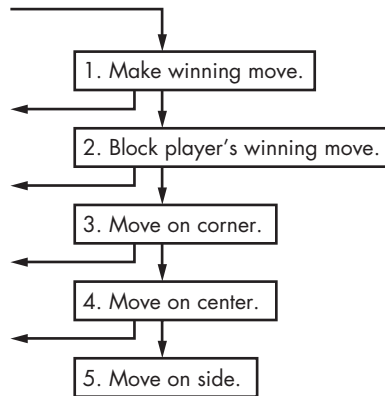 1. Make winning move.
2. Block player’s winning move.
3. Move on corner.
4. Move on center.
5. Move on side.